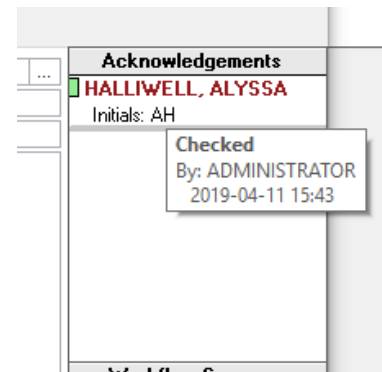 Acknowledgements
...
HALLIWELL, ALYSSA
Initials: AH
Checked
By: ADMINISTRATOR
2019-04-11 15:43